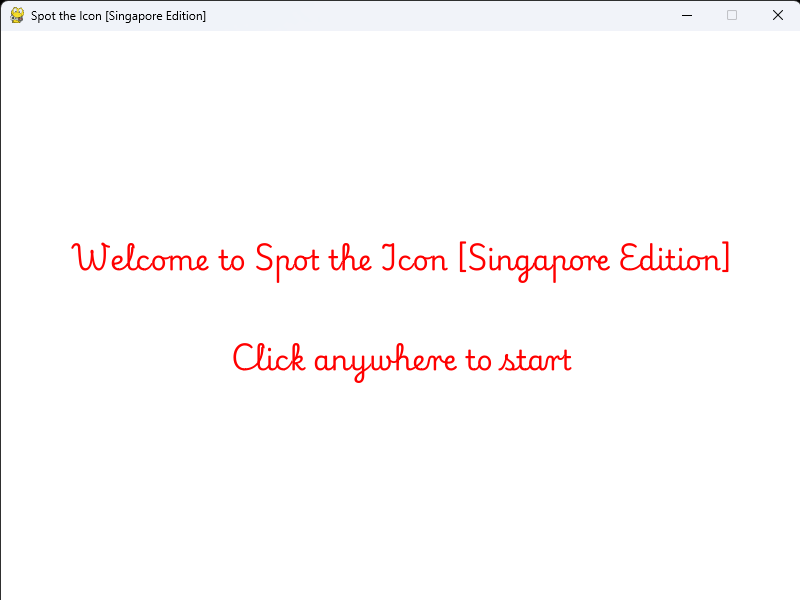 Spot the Icon [Singapore Edition]
Welcome to Spot the Icon [Singapore Edition]
Click anywhere to start